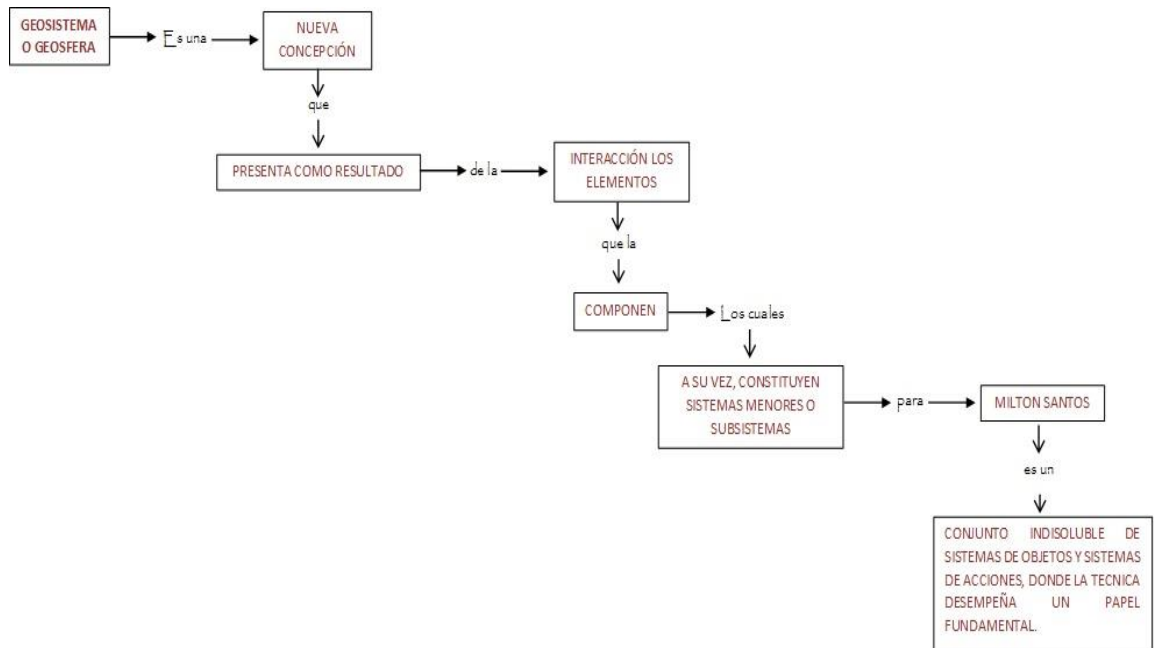 GEOSISTEMA
O GEOSFERA
Es una
NUEVA
CONCEPCIÓN
que
PRESENTA COMO RESULTADO
de la
INTERACCIÓN LOS
ELEMENTOS
que la
COMPONEN
Los cuales
A SU VEZ, CONSTITUYEN
SISTEMAS MENORES O
SUBSISTEMAS
para
MILTON SANTOS
es un
CONJUNTO INDISOLUBLE DE
SISTEMAS DE OBJETOS Y SISTEMAS
DE ACCIONES, DONDE LA TECNICA
DESEMPEÑA UN PAPEL
FUNDAMENTAL.